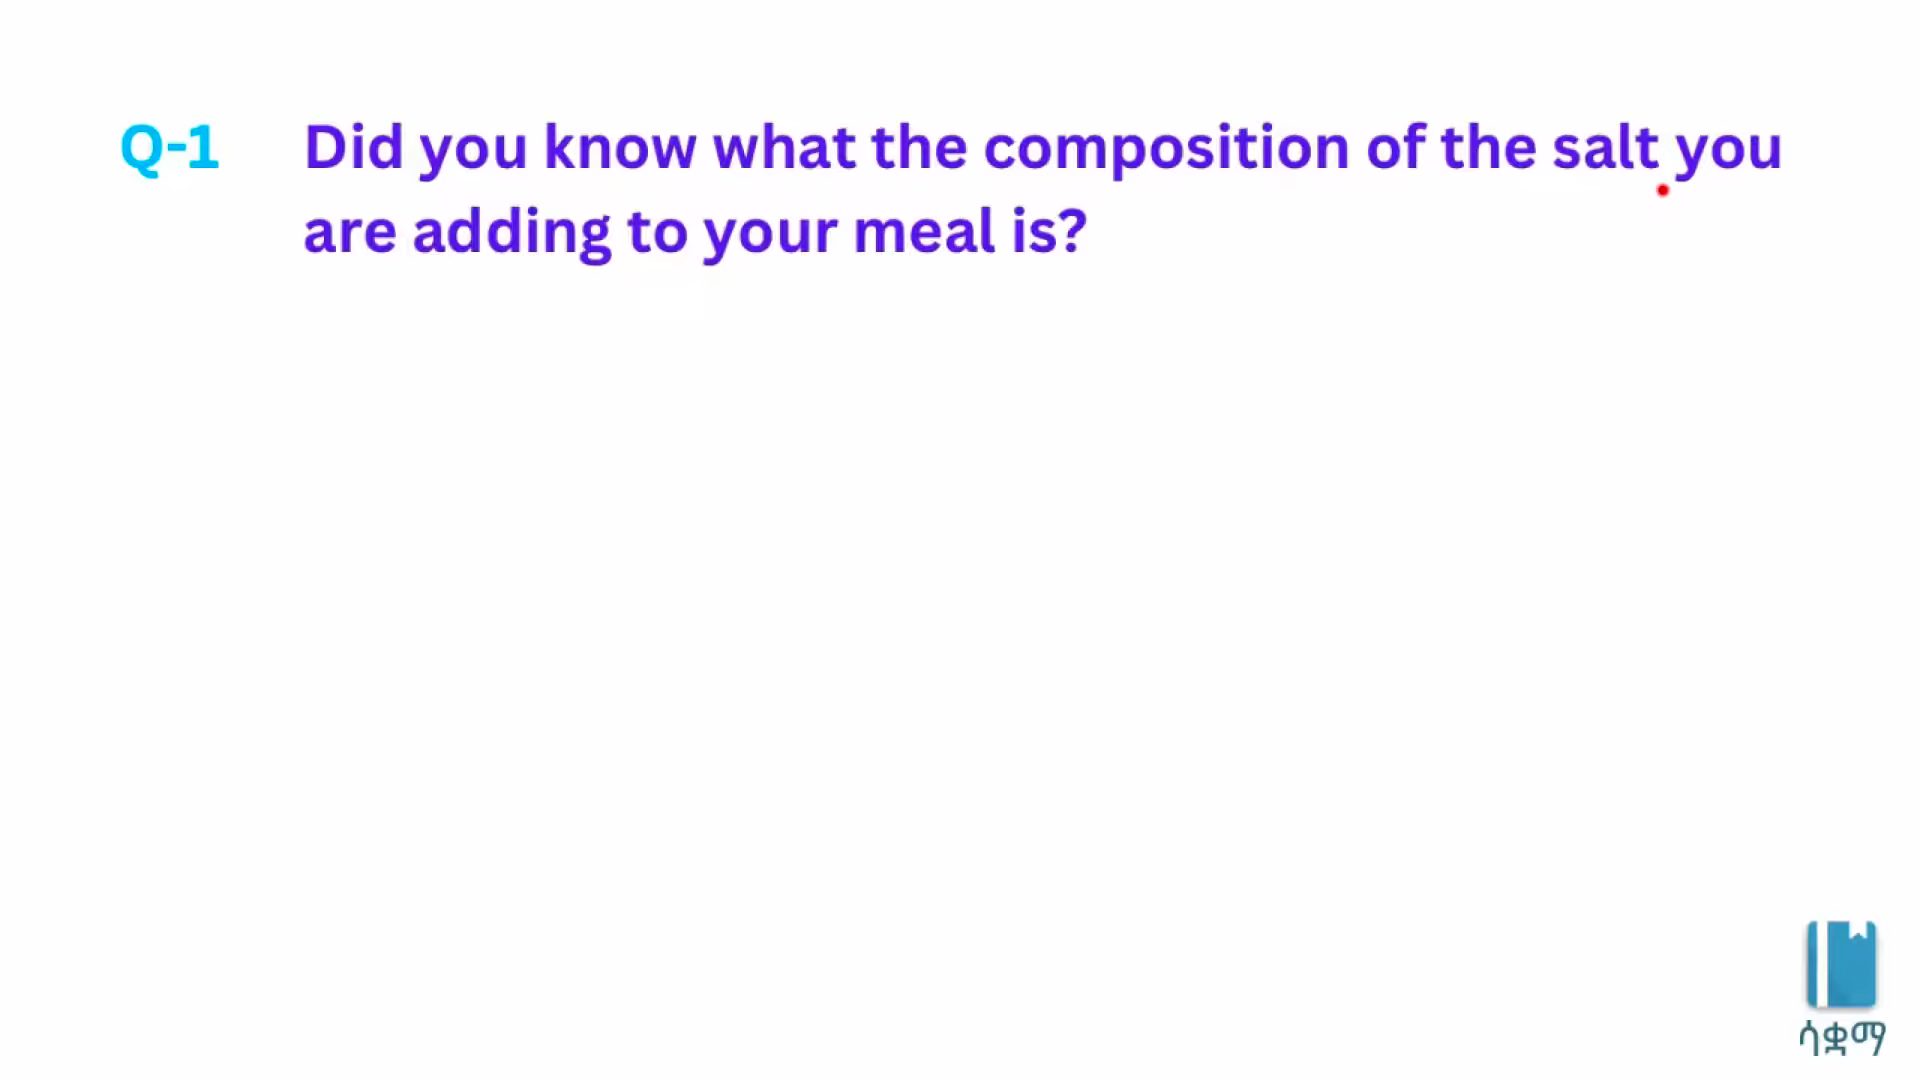 Q-1 Did you know what the composition of the salt you
are adding to your meal is?
ሳቋማ